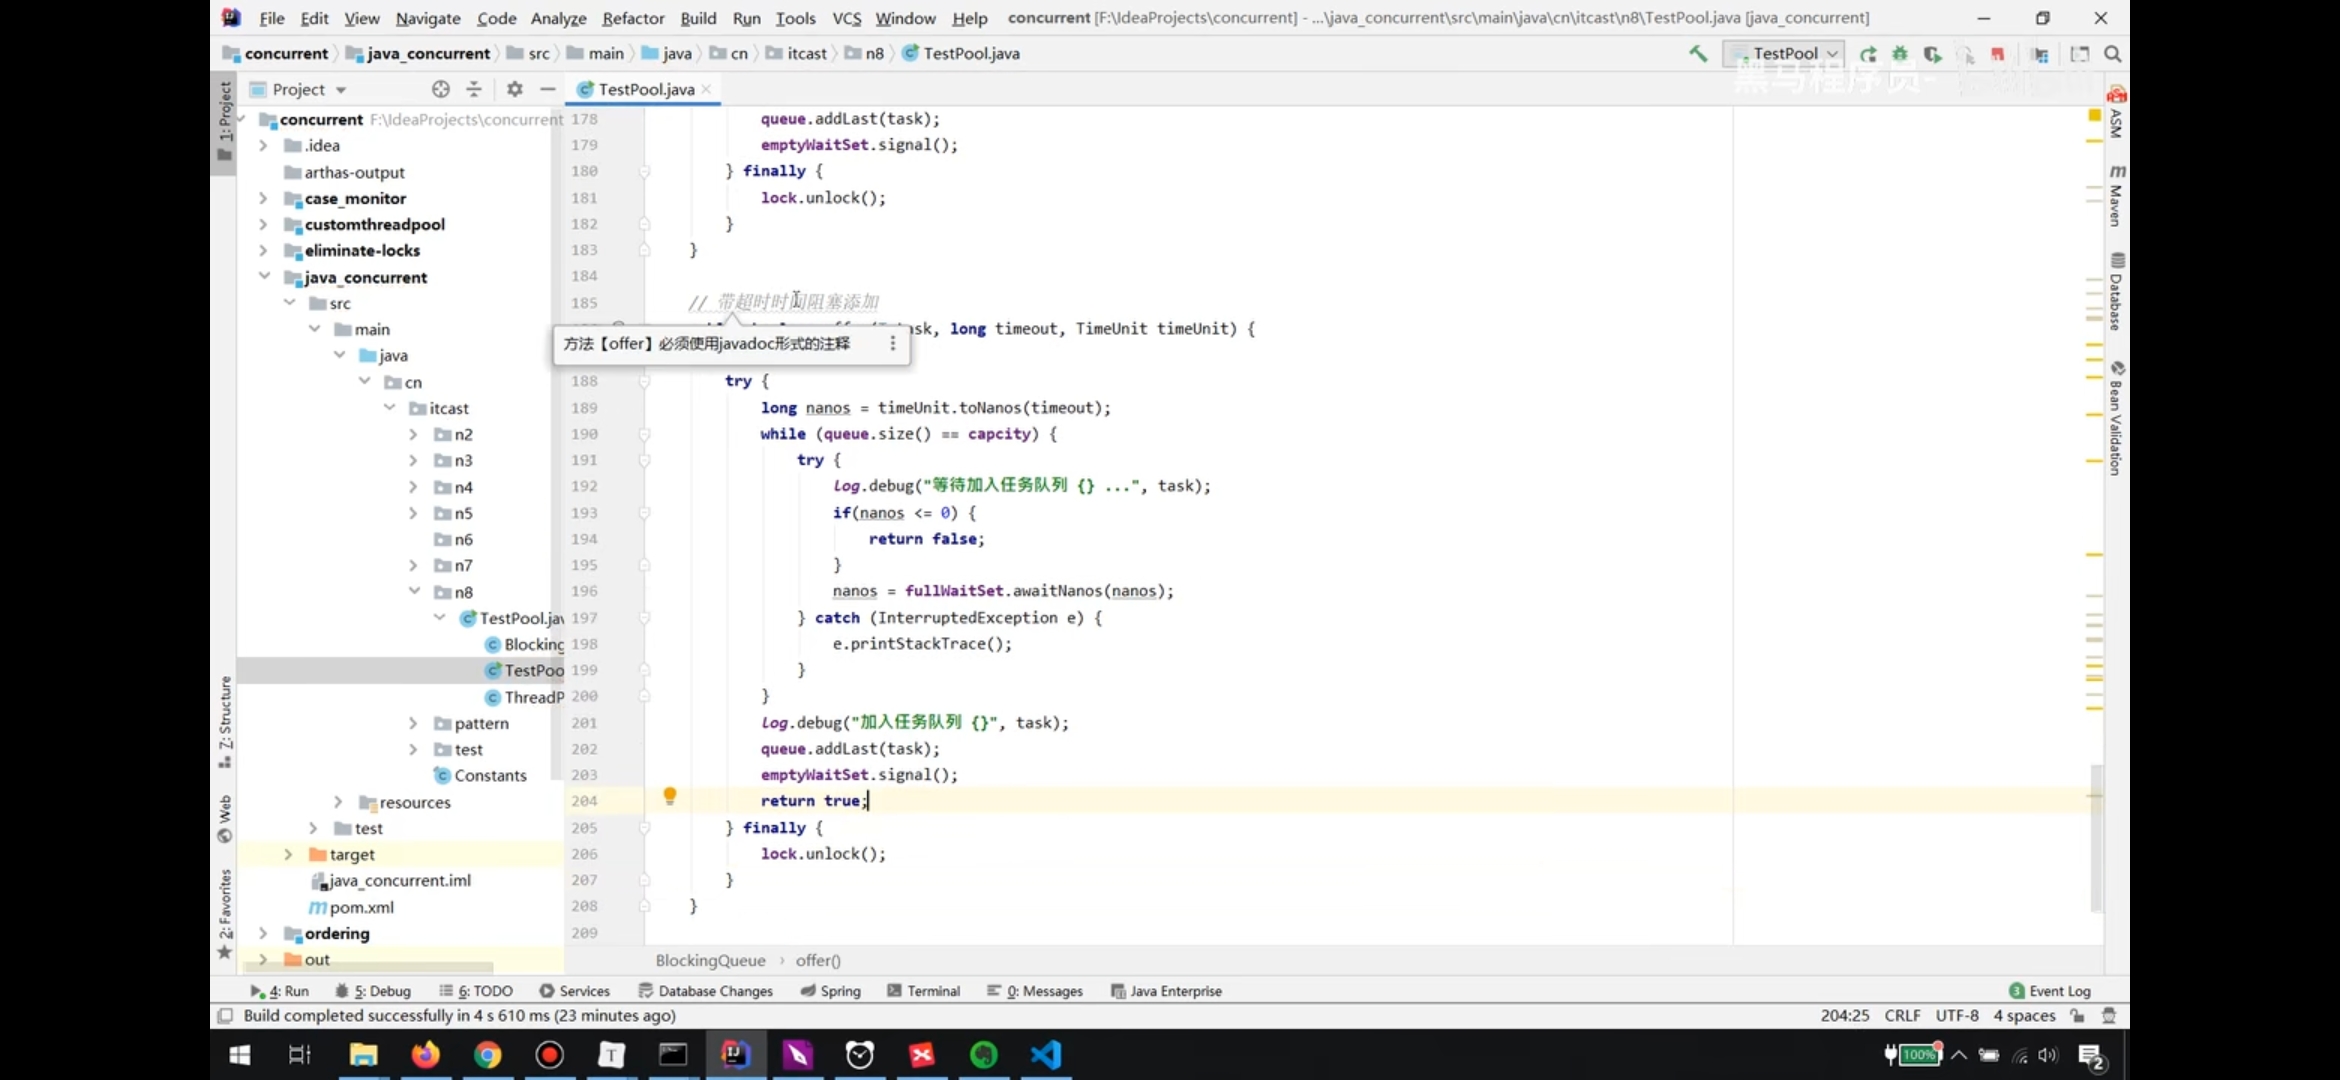 File Edit View Navigate Code Analyze Refactor Build Run Tools VCS Window Help concurrent [F:\IdeaProjects\concurrent] - ...\java_concurrent\src\main\java\cn\itcast\n8\TestPool.java [java_concurrent]
concurrent java_concurrent src main java cn itcast n8 TestPool.java TestPool
黑马程序员-
Project TestPool.java
1: Project
concurrent F:\IdeaProjects\concurrent
.idea
arthas-output
case_monitor
customthreadpool
eliminate-locks
java_concurrent
src
main
java
cn
itcast
n2
n3
n4
n5
n6
n7
n8
TestPool.jav
Blocking
TestPoo
ThreadP
pattern
test
Constants
resources
test
target
java_concurrent.iml
pom.xml
ordering
out
Z: Structure
Web
2: Favorites
178 queue.addLast(task);
179 emptyWaitSet.signal();
180 } finally {
181 lock.unlock();
182 }
183 }
184
185 // 带超时时间阻塞添加
ask, long timeout, TimeUnit timeUnit) {
方法【offer】必须使用javadoc形式的注释
188 try {
189 long nanos = timeUnit.toNanos(timeout);
190 while (queue.size() == capcity) {
191 try {
192 log.debug("等待加入任务队列 {} ...", task);
193 if(nanos <= 0) {
194 return false;
195 }
196 nanos = fullWaitSet.awaitNanos(nanos);
197 } catch (InterruptedException e) {
198 e.printStackTrace();
199 }
200 }
201 log.debug("加入任务队列 {}", task);
202 queue.addLast(task);
203 emptyWaitSet.signal();
204 return true;
205 } finally {
206 lock.unlock();
207 }
208 }
209
BlockingQueue offer()
ASM
Maven
Database
Bean Validation
4: Run 5: Debug 6: TODO Services Database Changes Spring Terminal 0: Messages Java Enterprise 3 Event Log
Build completed successfully in 4 s 610 ms (23 minutes ago) 204:25 CRLF UTF-8 4 spaces
100% 2